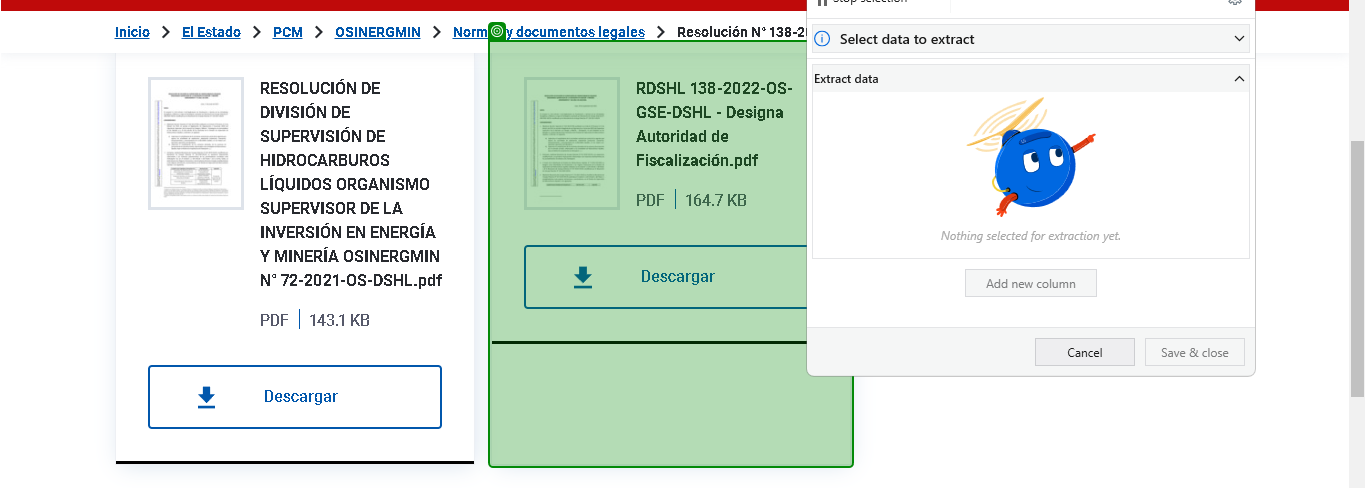 Stop selection
Inicio > El Estado > PCM > OSINERGMIN > Norm y documentos legales > Resolución N° 138-2
Select data to extract
Extract data
RESOLUCIÓN DE
DIVISIÓN DE
SUPERVISIÓN DE
HIDROCARBUROS
LÍQUIDOS ORGANISMO
SUPERVISOR DE LA
INVERSIÓN EN ENERGÍA
Y MINERÍA OSINERGMIN
N° 72-2021-OS-DSHL.pdf
PDF | 143.1 KB
Descargar
RDSHL 138-2022-OS-
GSE-DSHL - Designa
Autoridad de
Fiscalización.pdf
PDF | 164.7 KB
Descargar
Nothing selected for extraction yet.
Add new column
Cancel
Save & close